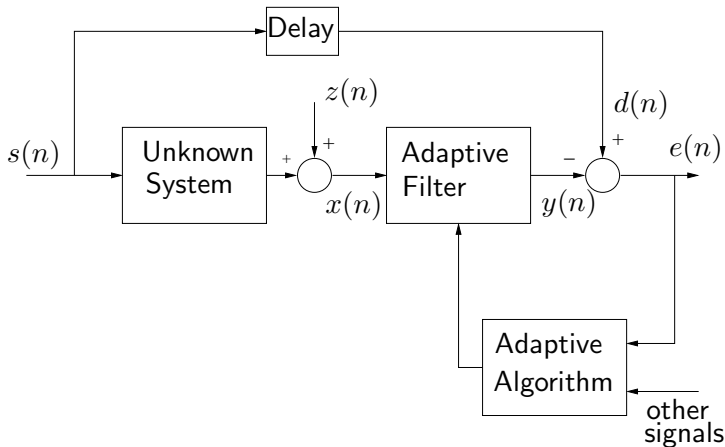 Delay
z(n)
d(n)
+
+
s(n)
Unknown
System
+
Adaptive
Filter
−
e(n)
x(n)
y(n)
Adaptive
Algorithm
other
signals